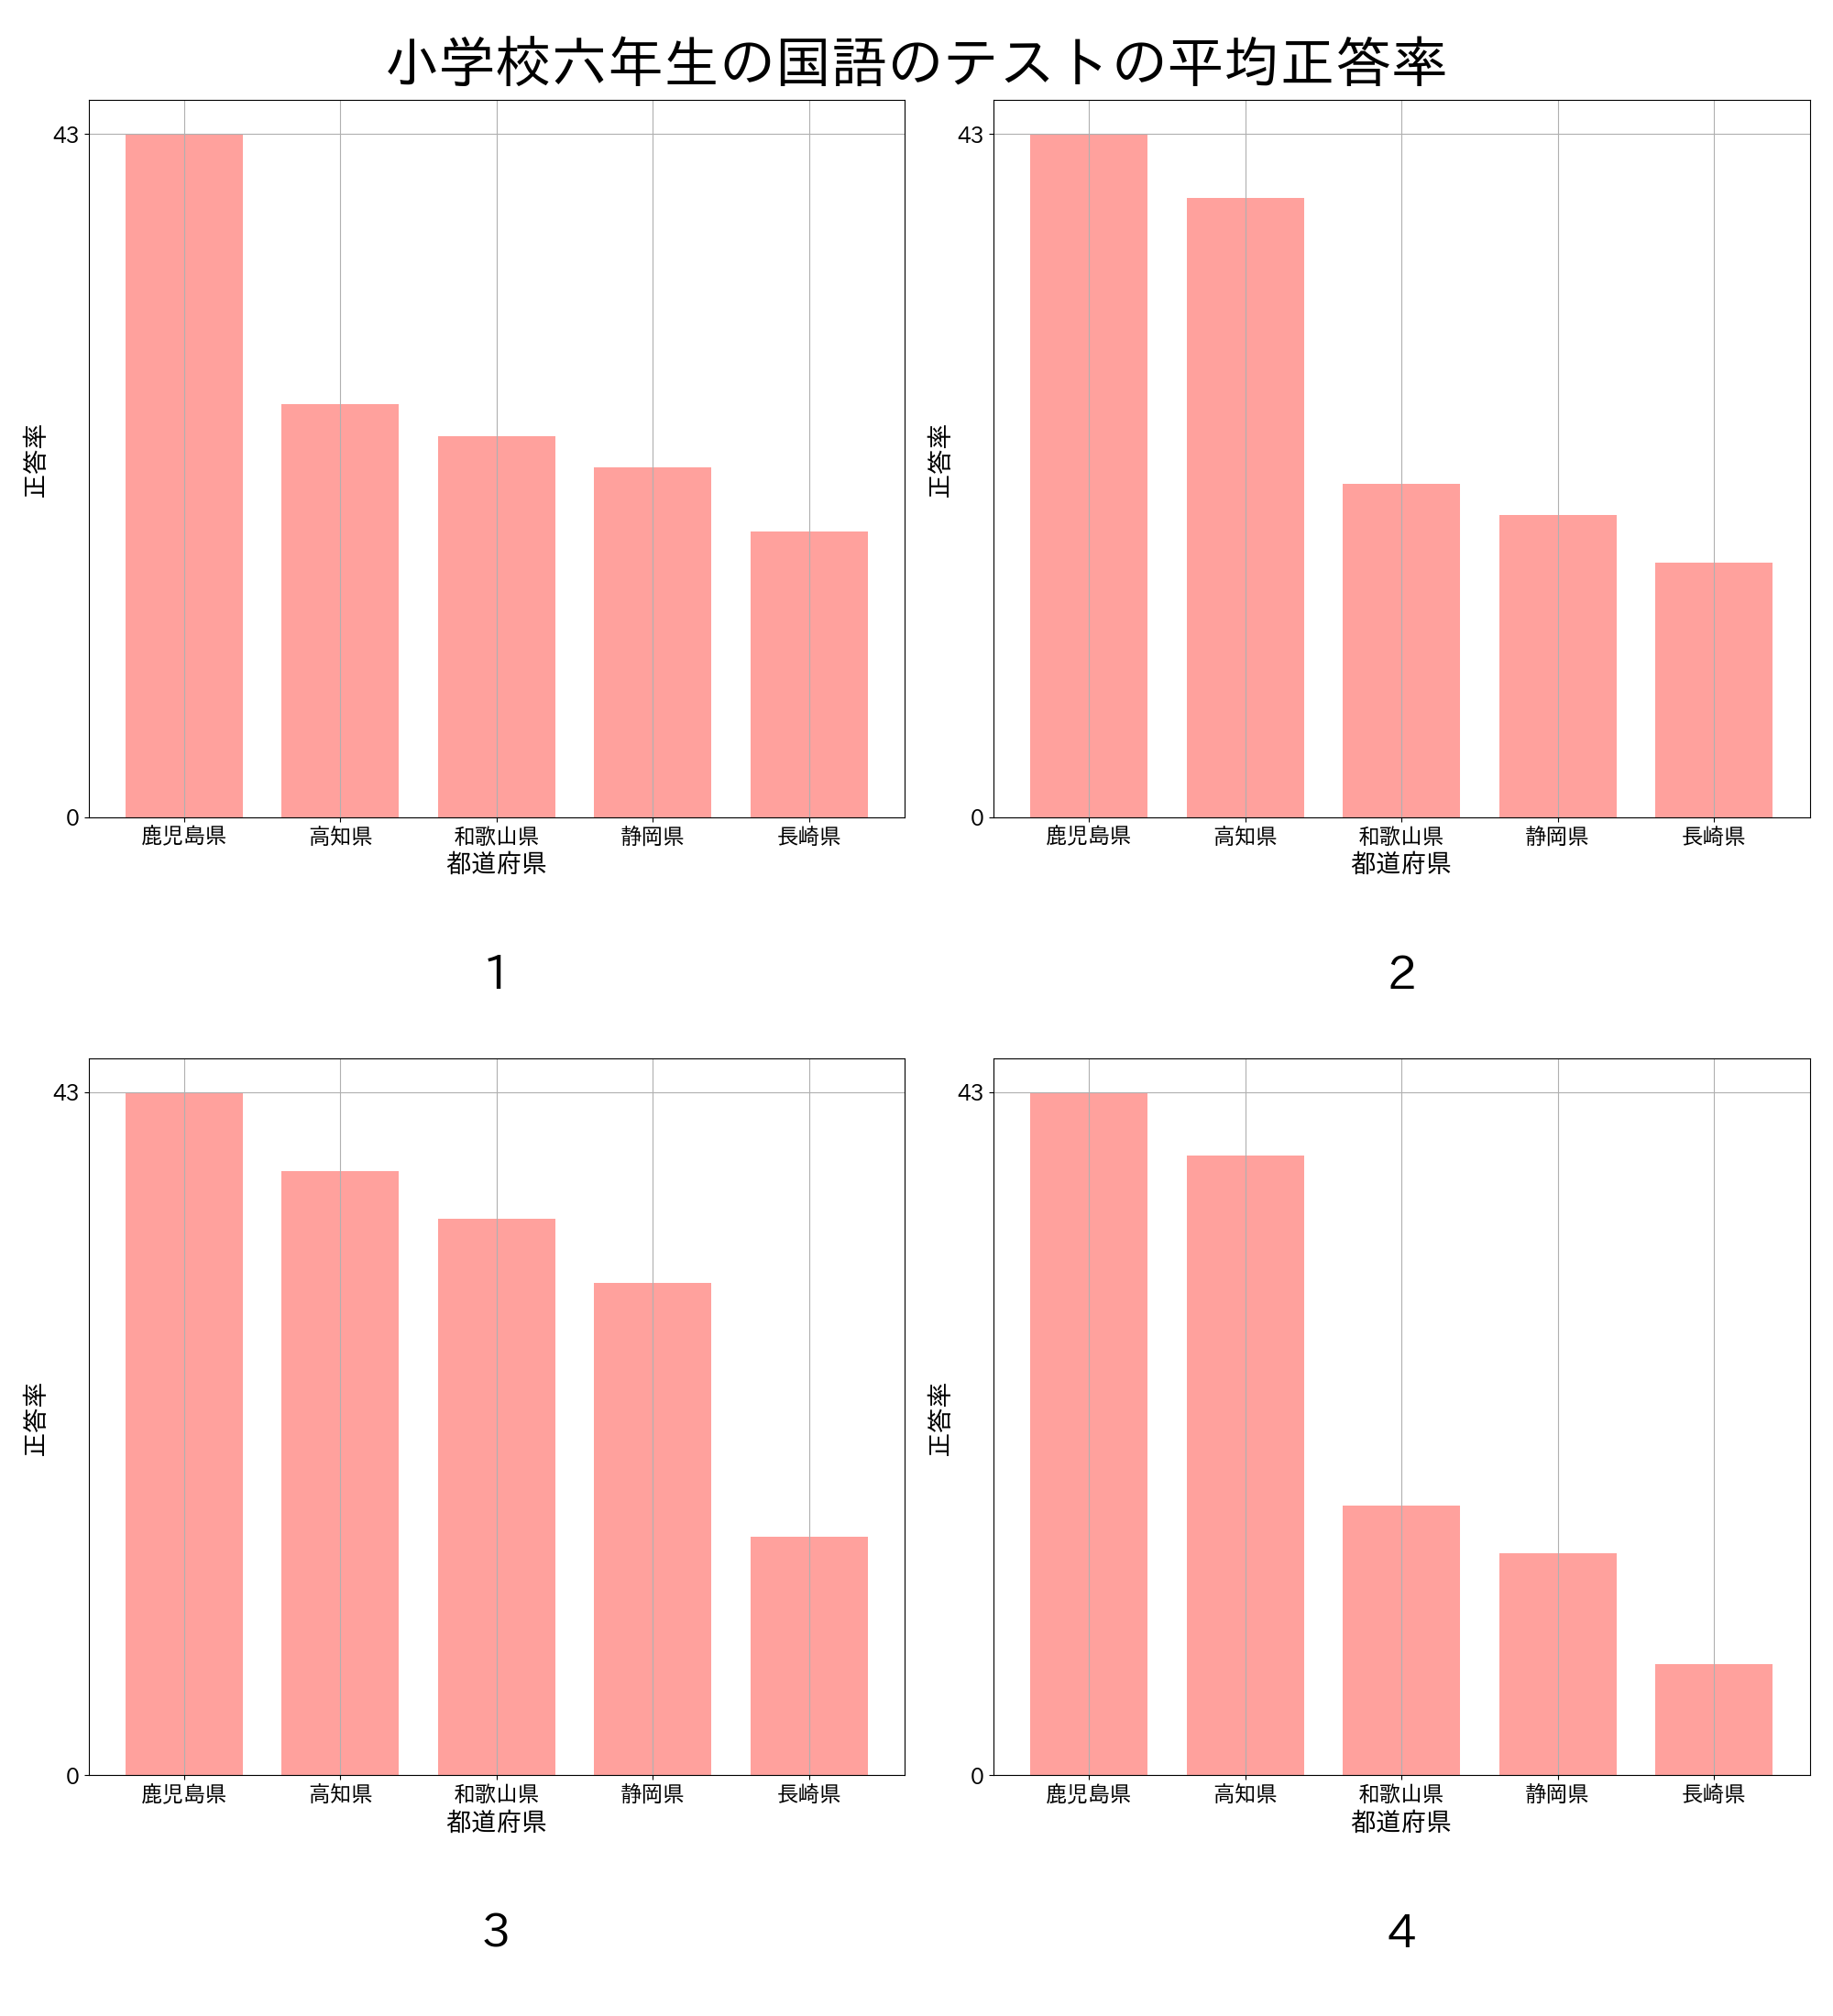 小学校六年生の国語のテストの平均正答率
43
0
正答率
鹿児島県 高知県 和歌山県 静岡県 長崎県
都道府県
1
43
0
正答率
鹿児島県 高知県 和歌山県 静岡県 長崎県
都道府県
2
43
0
正答率
鹿児島県 高知県 和歌山県 静岡県 長崎県
都道府県
3
43
0
正答率
鹿児島県 高知県 和歌山県 静岡県 長崎県
都道府県
4